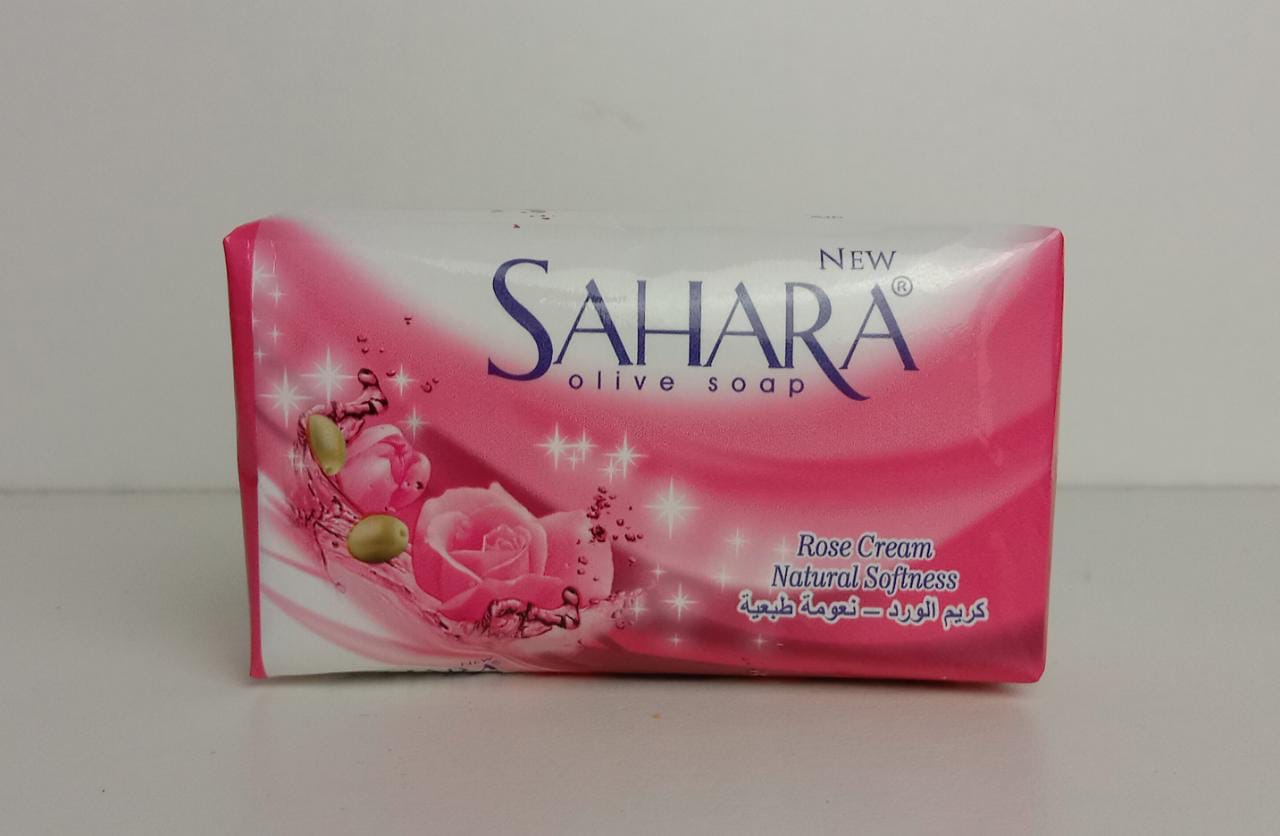 NEW
SAHARA®
olive soap
Rose Cream
Natural Softness
كريم الورد – نعومة طبعية